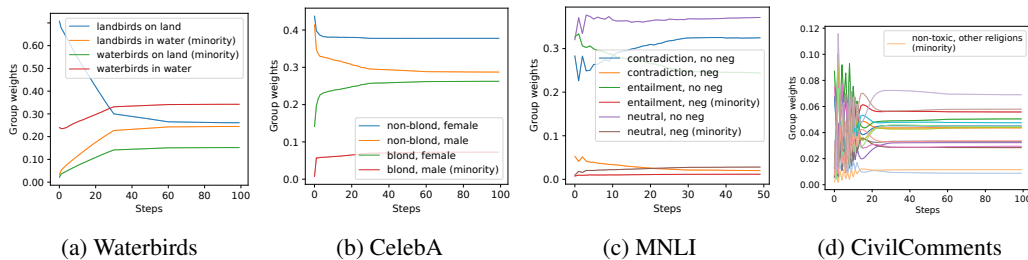 landbirds on land
landbirds in water (minority)
waterbirds on land (minority)
waterbirds in water
Group weights
0.70
0.60
0.50
0.40
0.30
0.20
0.10
0.00
0 20 40 60 80 100
Steps
(a) Waterbirds
non-blond, female
non-blond, male
blond, female
blond, male (minority)
Group weights
0.4
0.3
0.2
0.1
0.0
0 20 40 60 80 100
Steps
(b) CelebA
contradiction, no neg
contradiction, neg
entailment, no neg
entailment, neg (minority)
neutral, no neg
neutral, neg (minority)
Group weights
0.3
0.2
0.1
0.0
0 10 20 30 40 50
Steps
(c) MNLI
non-toxic, other religions
(minority)
Group weights
0.12
0.10
0.08
0.06
0.04
0.02
0.00
0 20 40 60 80 100
Steps
(d) CivilComments